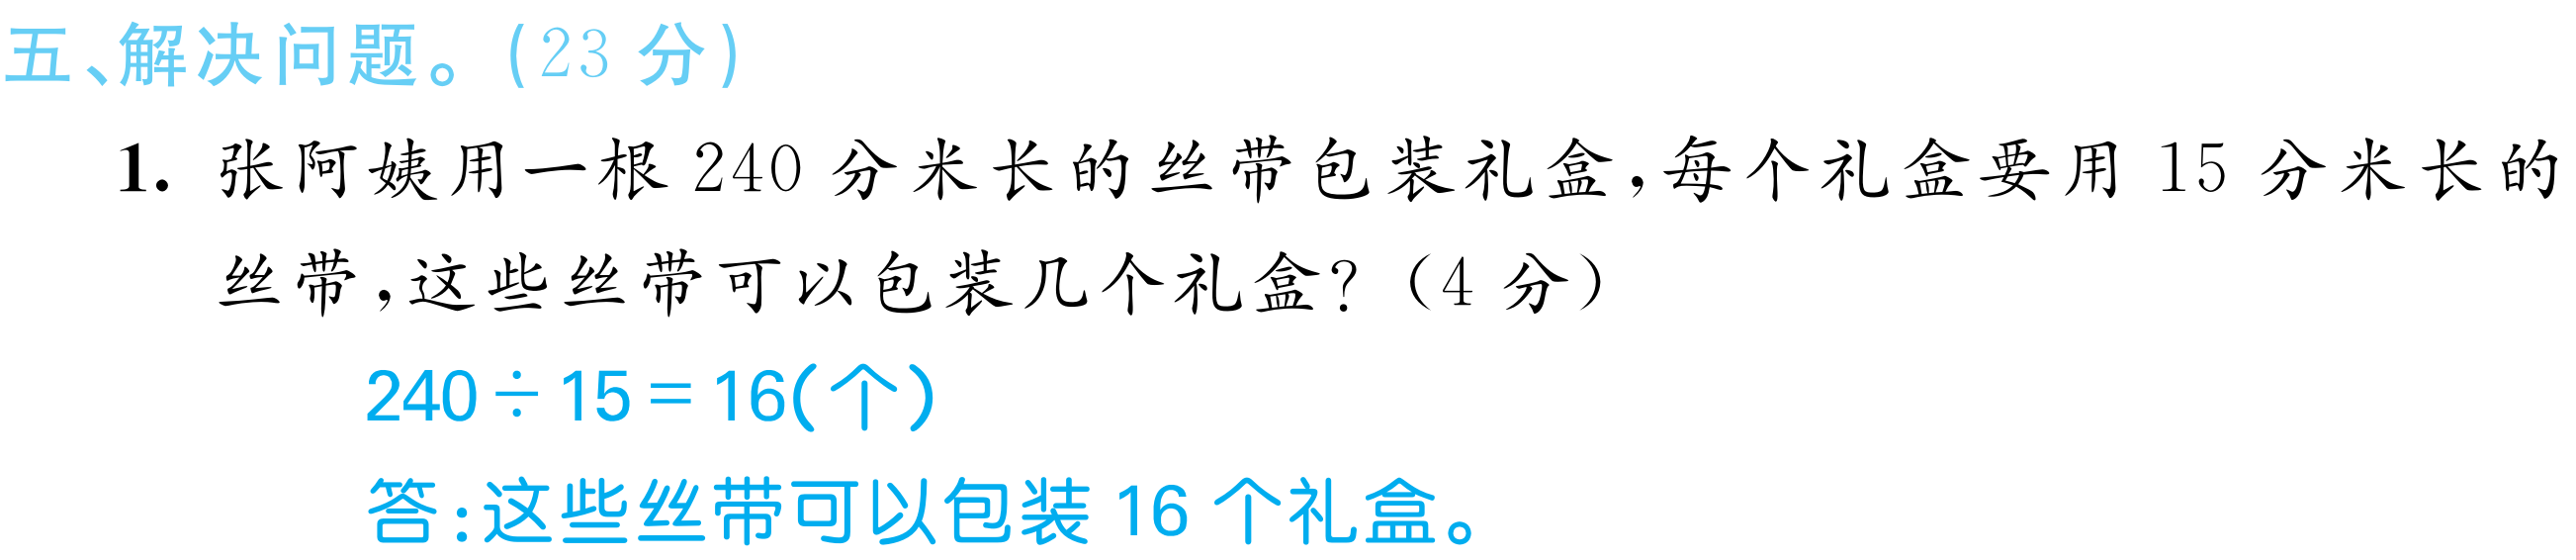 五、解决问题。(23 分)
1. 张阿姨用一根 240 分米长的丝带包装礼盒,每个礼盒要用 15 分米长的
丝带,这些丝带可以包装几个礼盒?(4 分)
240÷15=16(个)
答:这些丝带可以包装 16 个礼盒。